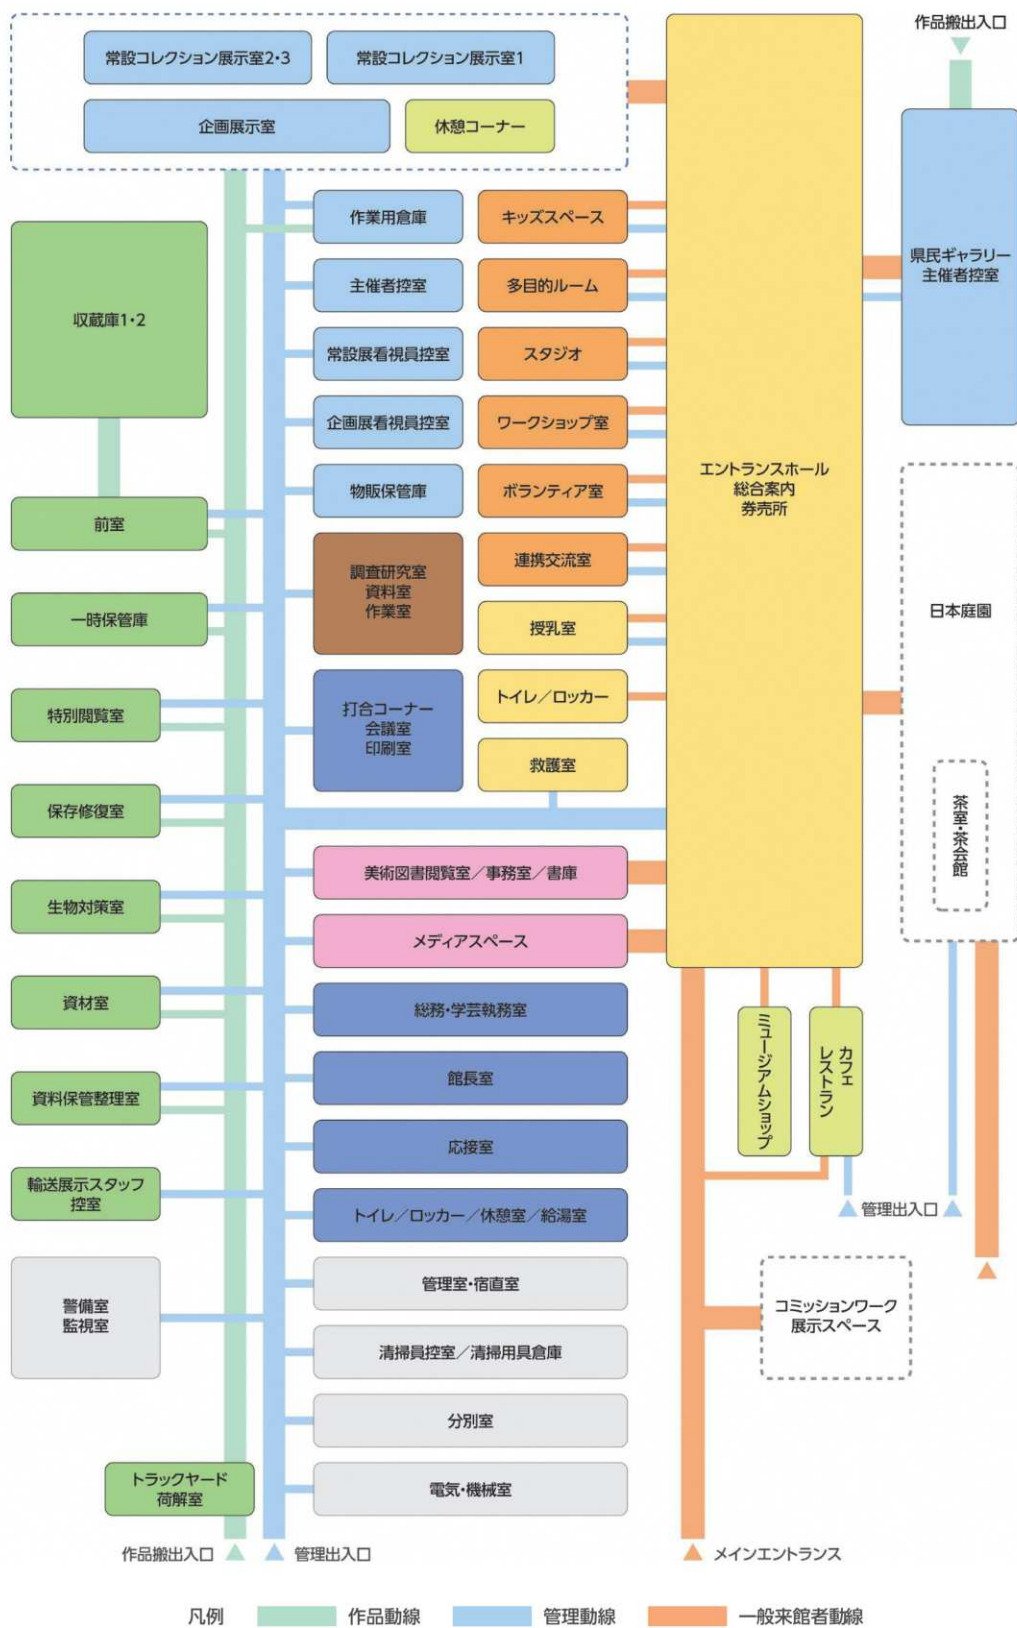 作品搬出入口
常設コレクション展示室2・3
常設コレクション展示室1
企画展示室
休憩コーナー
作業用倉庫
キッズスペース
県民ギャラリー
主催者控室
収蔵庫1・2
主催者控室
多目的ルーム
常設展看視員控室
スタジオ
企画展看視員控室
ワークショップ室
エントランスホール
総合案内
券売所
物販保管庫
ボランティア室
前室
調査研究室
資料室
作業室
連携交流室
一時保管庫
授乳室
日本庭園
特別閲覧室
打合コーナー
会議室
印刷室
トイレ／ロッカー
救護室
保存修復室
茶室・茶会館
美術図書閲覧室／事務室／書庫
生物対策室
メディアスペース
資材室
総務・学芸執務室
ミュージアムショップ
カフェ
レストラン
資料保管整理室
館長室
応接室
輸送展示スタッフ
控室
トイレ／ロッカー／休憩室／給湯室
管理出入口
警備室
監視室
管理室・宿直室
コミッションワーク
展示スペース
清掃員控室／清掃用具倉庫
分別室
トラックヤード
荷解室
電気・機械室
作品搬出入口
管理出入口
メインエントランス
凡例
作品動線
管理動線
一般来館者動線